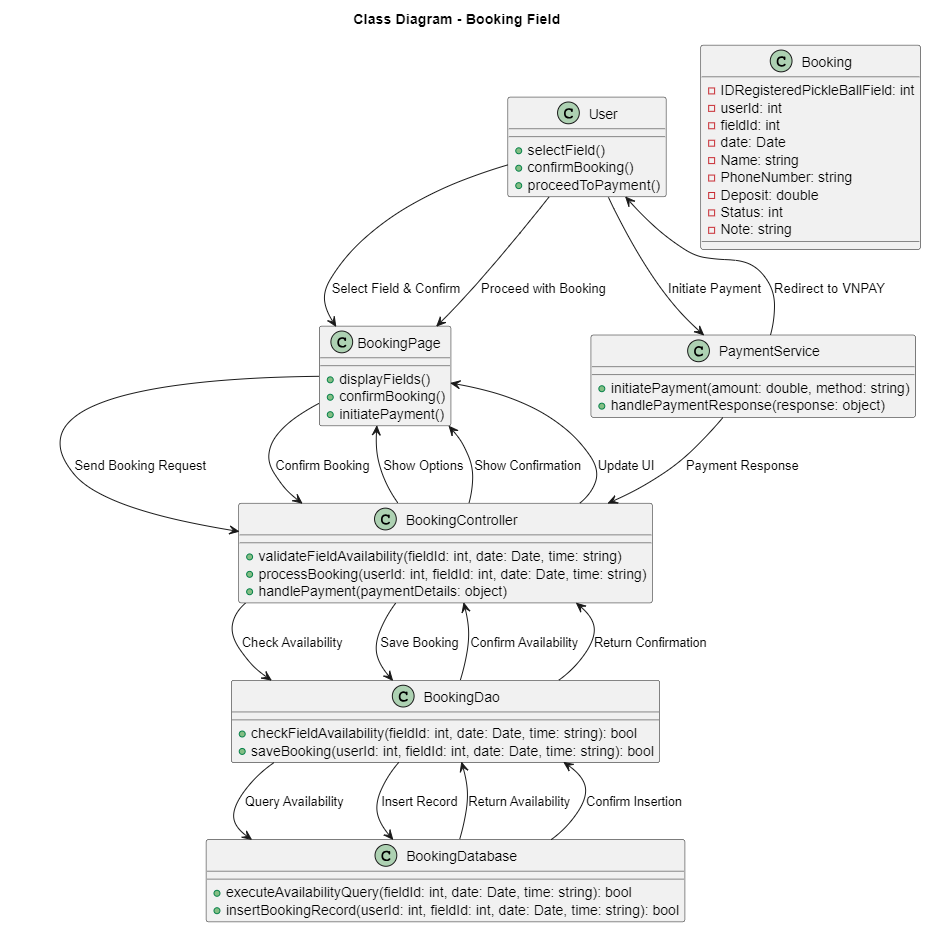 Class Diagram - Booking Field
C Booking
IDRegisteredPickleBallField: int
userId: int
fieldId: int
date: Date
Name: string
PhoneNumber: string
Deposit: double
Status: int
Note: string
C User
selectField()
confirmBooking()
proceedToPayment()
Select Field & Confirm
Proceed with Booking
Initiate Payment
Redirect to VNPAY
C BookingPage
displayFields()
confirmBooking()
initiatePayment()
C PaymentService
initiatePayment(amount: double, method: string)
handlePaymentResponse(response: object)
Send Booking Request
Confirm Booking
Show Options
Show Confirmation
Update UI
Payment Response
C BookingController
validateFieldAvailability(fieldId: int, date: Date, time: string)
processBooking(userId: int, fieldId: int, date: Date, time: string)
handlePayment(paymentDetails: object)
Check Availability
Save Booking
Confirm Availability
Return Confirmation
C BookingDao
checkFieldAvailability(fieldId: int, date: Date, time: string): bool
saveBooking(userId: int, fieldId: int, date: Date, time: string): bool
Query Availability
Insert Record
Return Availability
Confirm Insertion
C BookingDatabase
executeAvailabilityQuery(fieldId: int, date: Date, time: string): bool
insertBookingRecord(userId: int, fieldId: int, date: Date, time: string): bool